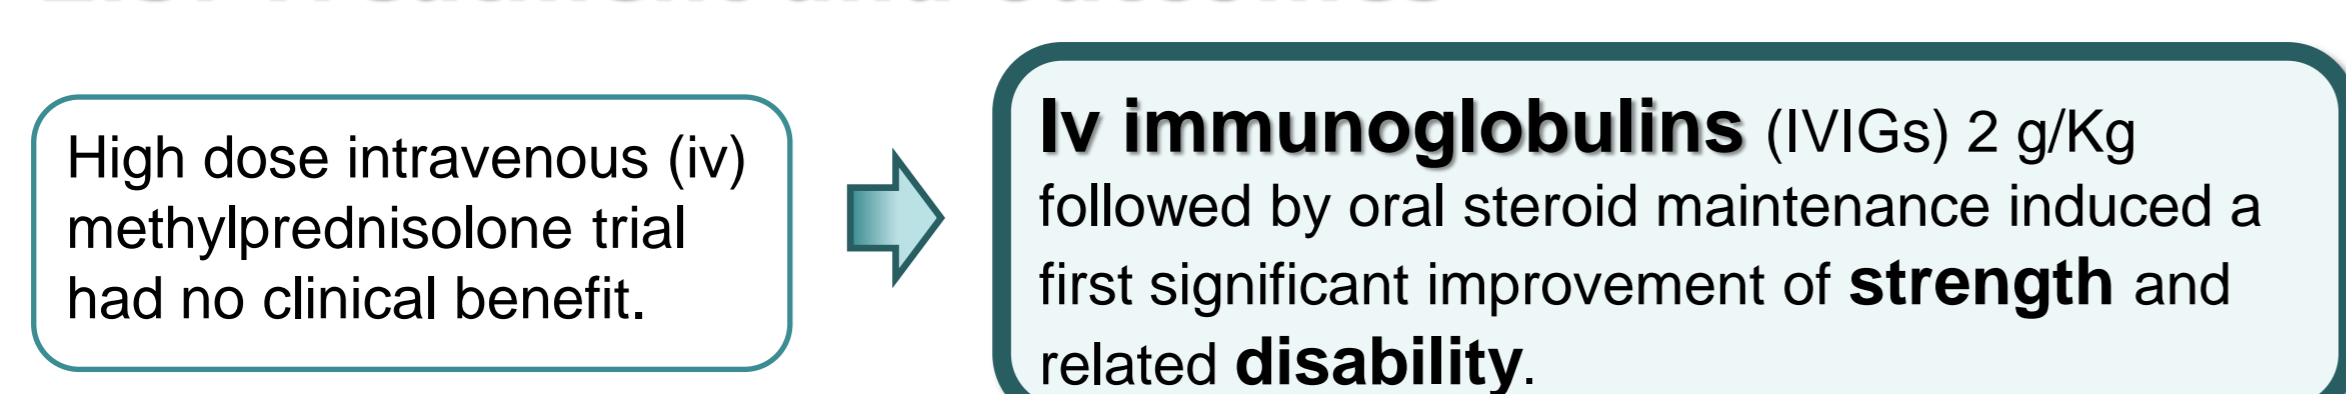 High dose intravenous (iv)
methylprednisolone trial
had no clinical benefit.
Iv immunoglobulins (IVIGs) 2 g/Kg
followed by oral steroid maintenance induced a
first significant improvement of strength and
related disability.